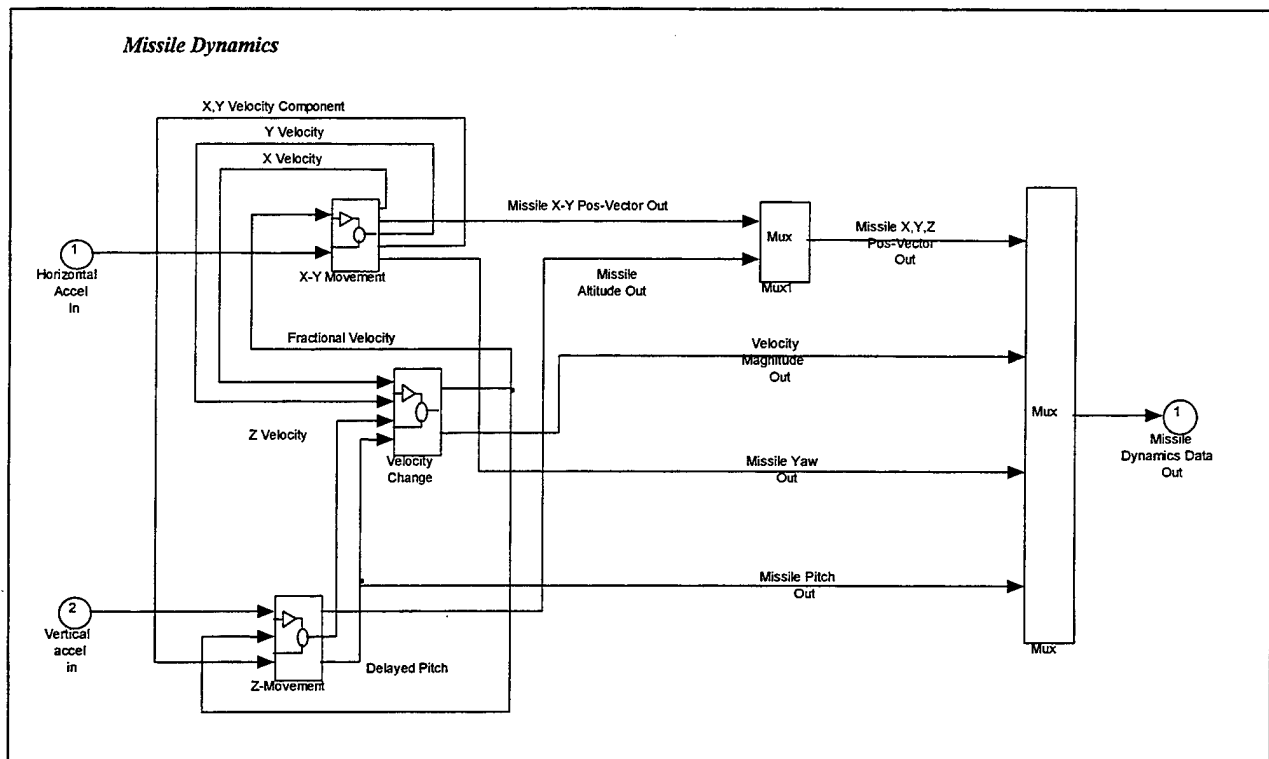 Missile Dynamics
X,Y Velocity Component
Y Velocity
X Velocity
Missile X-Y Pos-Vector Out
Mux
Mux1
Missile X,Y,Z
Pos-Vector
Out
1
Horizontal
Accel
In
X-Y Movement
Missile
Altitude Out
Fractional Velocity
Velocity
Magnitude
Out
Z Velocity
Velocity
Change
Mux
1
Missile
Dynamics Data
Out
Missile Yaw
Out
Missile Pitch
Out
2
Vertical
accel
in
Delayed Pitch
Z-Movement
Mux